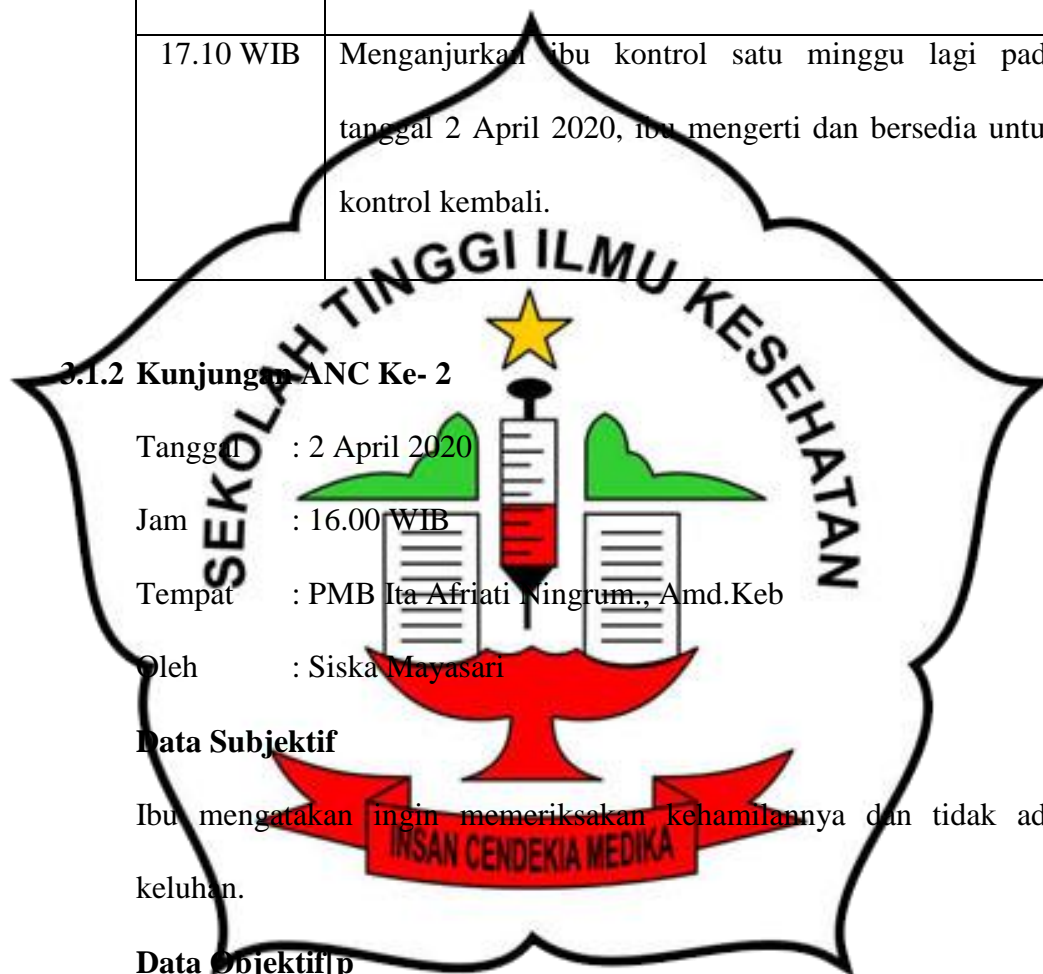 17.10 WIB Menganjurkan ibu kontrol satu minggu lagi pad
tanggal 2 April 2020, ibu mengerti dan bersedia untu
kontrol kembali.
SEKOLAH TINGGI ILMU KESEHATAN
3.1.2 Kunjungan ANC Ke- 2
Tanggal : 2 April 2020
Jam : 16.00 WIB
Tempat : PMB Ita Afriati Ningrum., Amd.Keb
Oleh : Siska Mayasari
Data Subjektif
Ibu mengatakan ingin memeriksakan kehamilannya dan tidak ad
INSAN CENDEKIA MEDIKA
keluhan.
Data Objektif[p